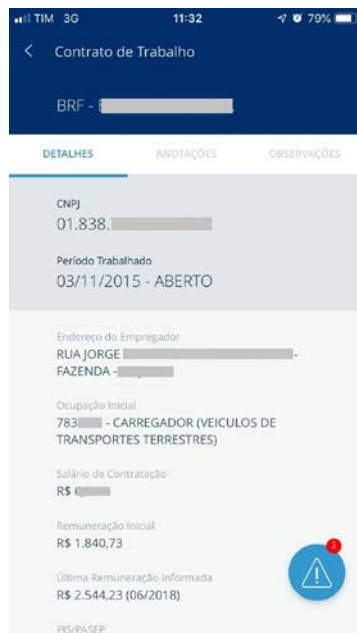 TIM 3G 11:32 79%
Contrato de Trabalho
BRF -
DETALHES ANOTAÇÕES OBSERVAÇÕES
CNPJ
01.838.
Período Trabalhado
03/11/2015 - ABERTO
Endereço do Empregador
RUA JORGE -
FAZENDA -
Ocupação Inicial
783 - CARREGADOR (VEICULOS DE
TRANSPORTES TERRESTRES)
Salário de Contratação
R$
Remuneração Inicial
R$ 1.840,73
3
Última Remuneração Informada
R$ 2.544,23 (06/2018)
PIS/PASEP